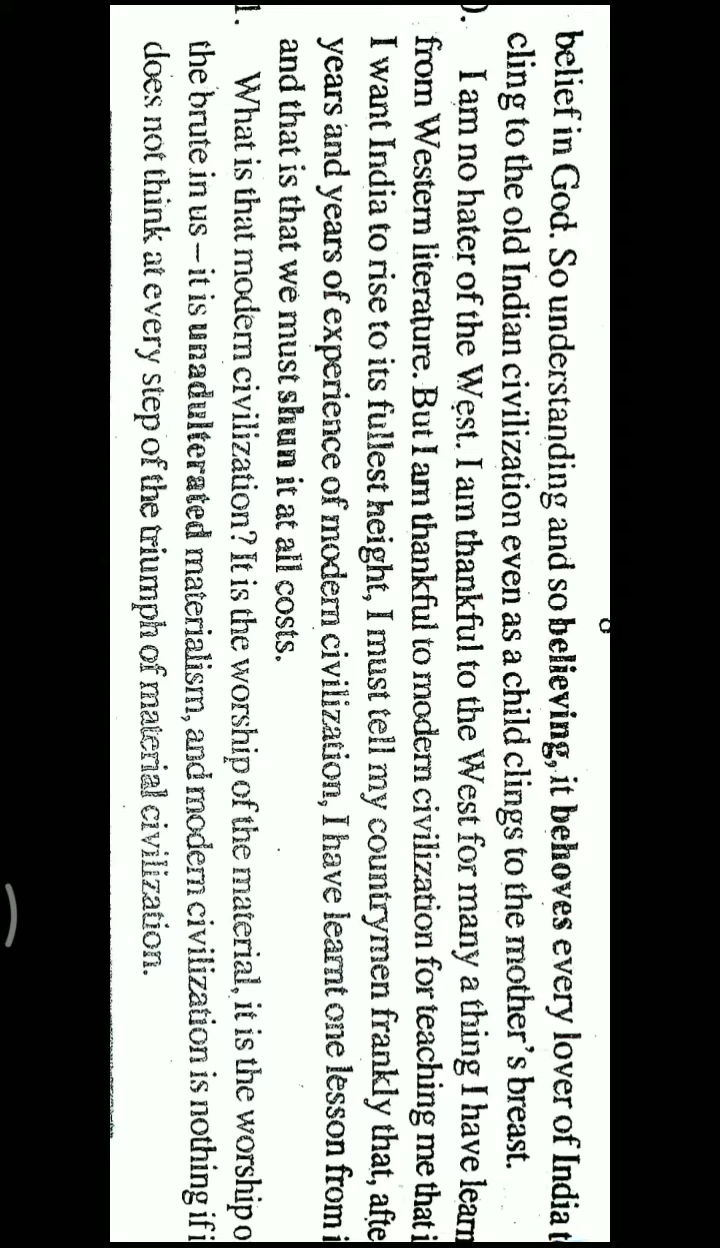 belief in God. So understanding and so believing, it behoves every lover of India t
cling to the old Indian civilization even as a child clings to the mother's breast.
I am no hater of the West. I am thankful to the West for many a thing I have learn
from Western literature. But I am thankful to modern civilization for teaching me that i
I want India to rise to its fullest height, I must tell my countrymen frankly that, afte
years and years of experience of modern civilization, I have learnt one lesson from i
and that is that we must shun it at all costs.
1. What is that modern civilization? It is the worship of the material, it is the worship o
the brute in us – it is unadulterated materialism, and modern civilization is nothing if i
does not think at every step of the triumph of material civilization.